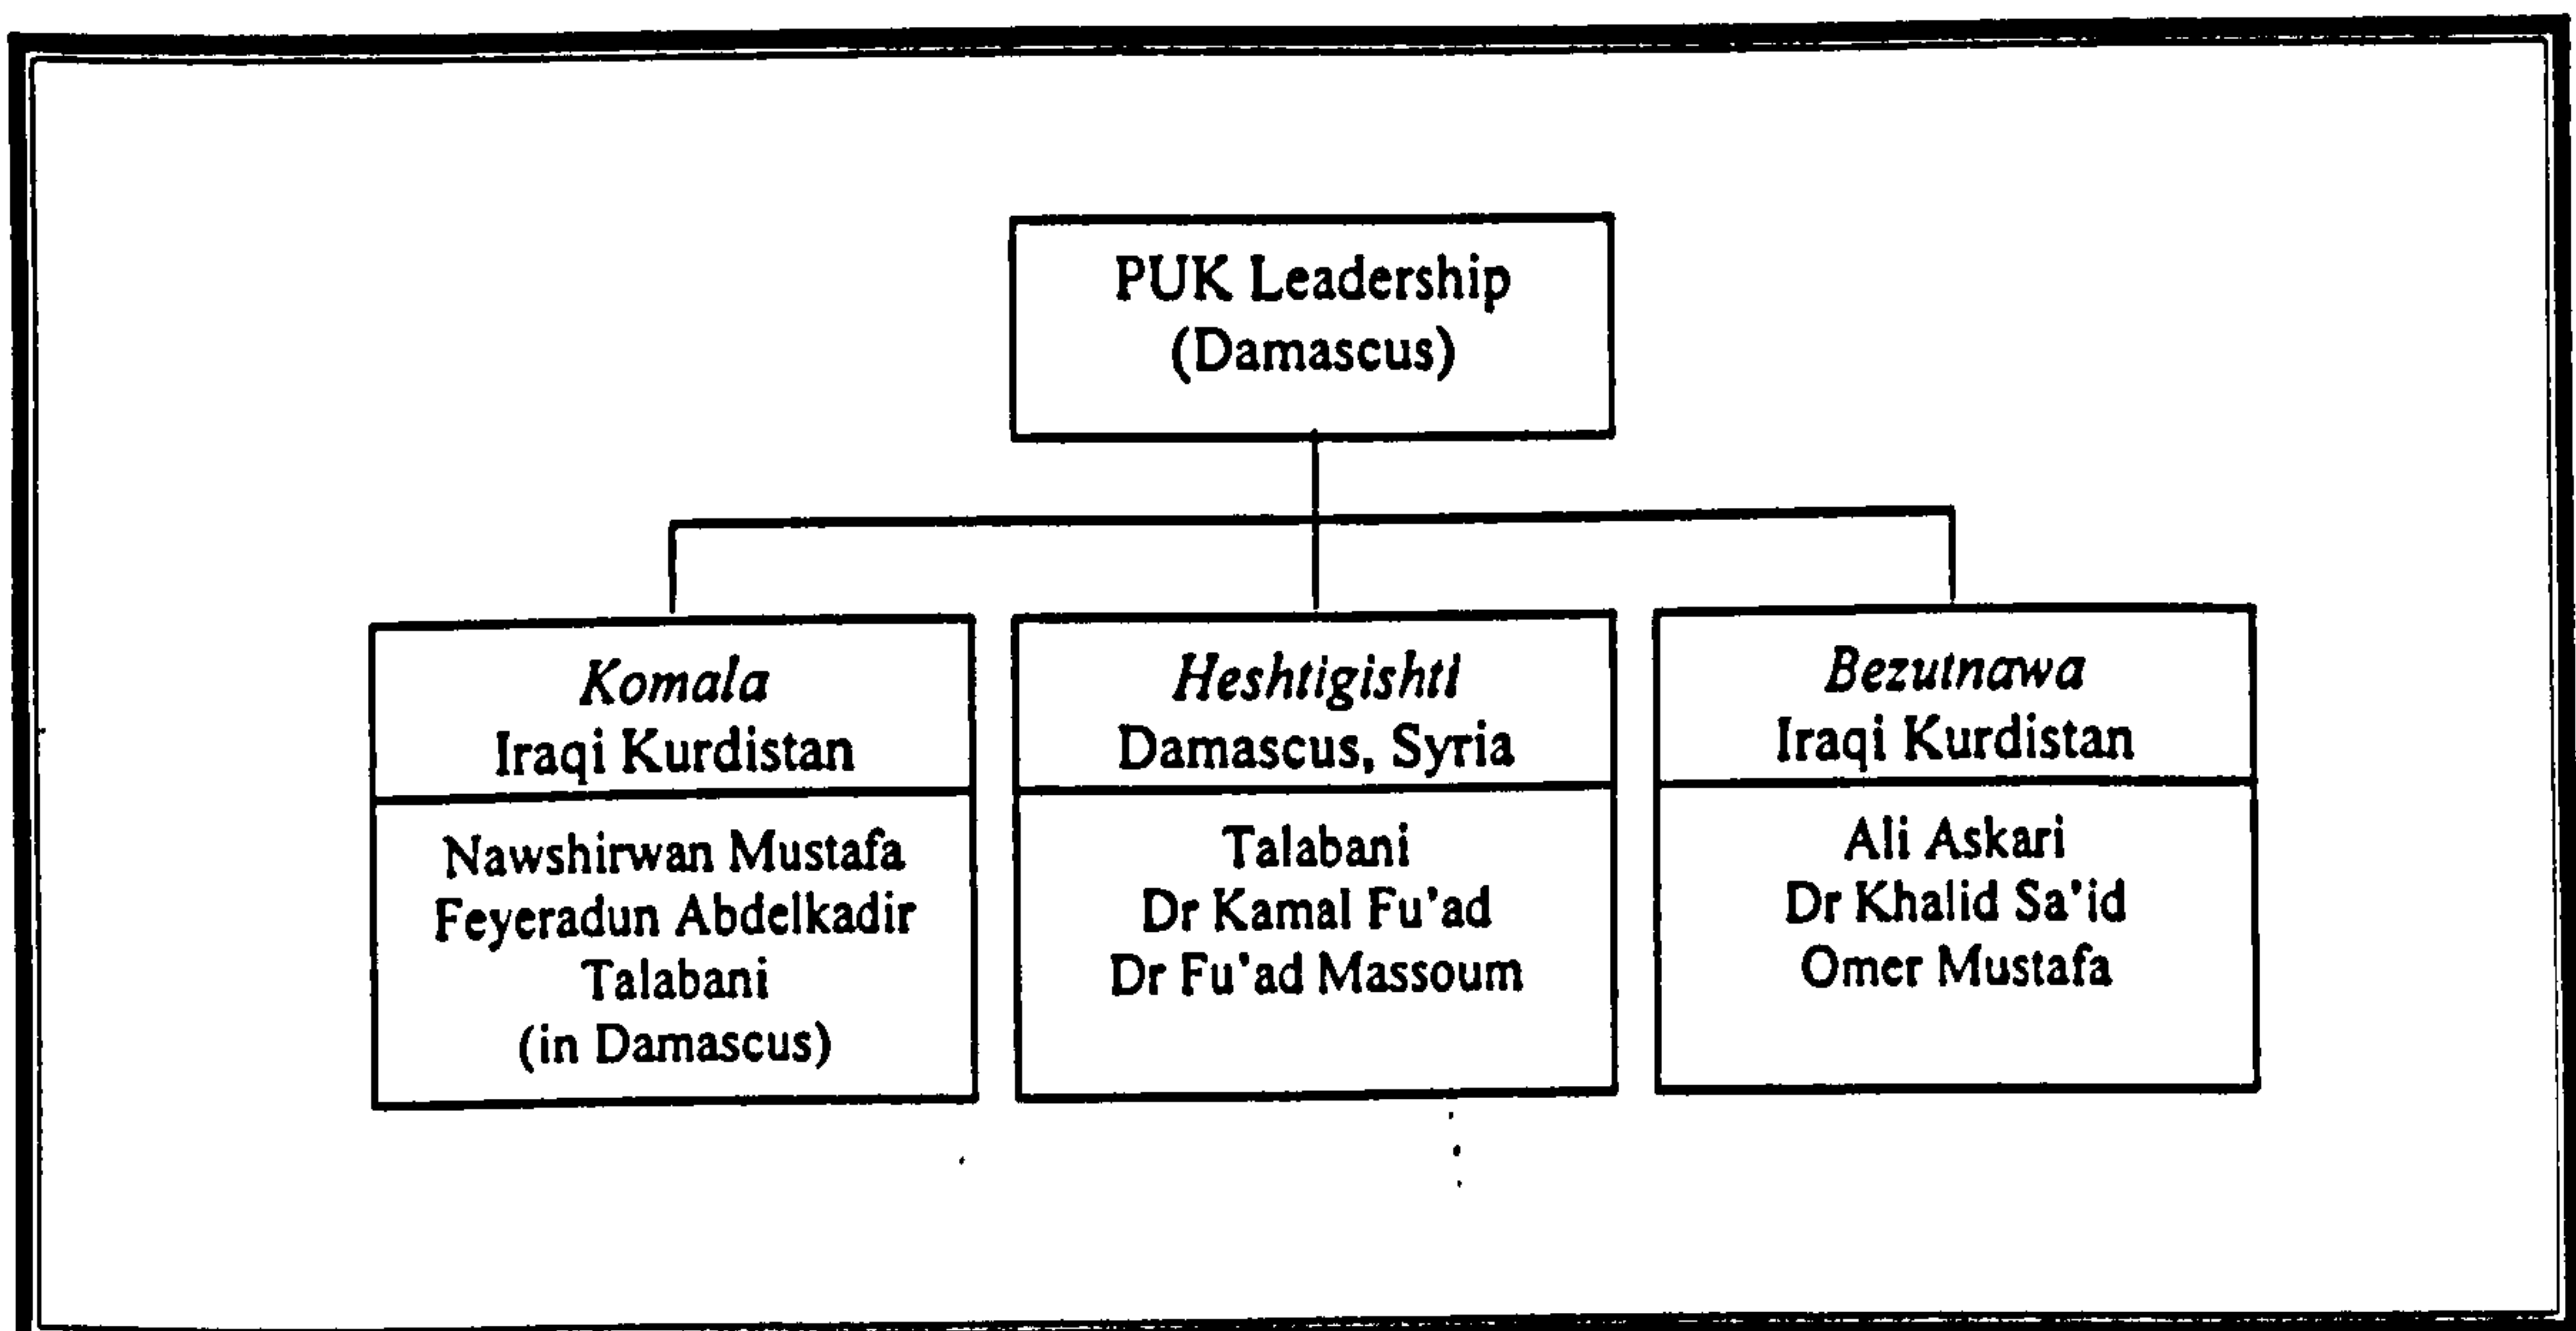 PUK Leadership
(Damascus)
Komala
Iraqi Kurdistan
Nawshirwan Mustafa
Feyeradun Abdelkadir
Talabani
(in Damascus)
Heshtigishti
Damascus, Syria
Talabani
Dr Kamal Fu'ad
Dr Fu'ad Massoum
Bezutnawa
Iraqi Kurdistan
Ali Askari
Dr Khalid Sa'id
Omer Mustafa